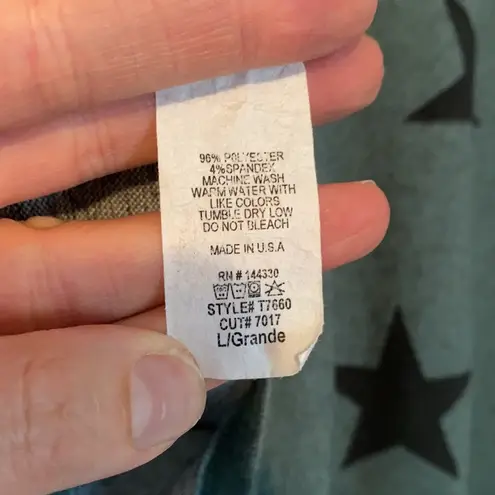 96% POLYESTER
4% SPANDEX
MACHINE WASH
WARM WATER WITH
LIKE COLORS
TUMBLE DRY LOW
DO NOT BLEACH
MADE IN U.S.A
RN # 144330
STYLE# T7660
CUT# 7017
L/Grande